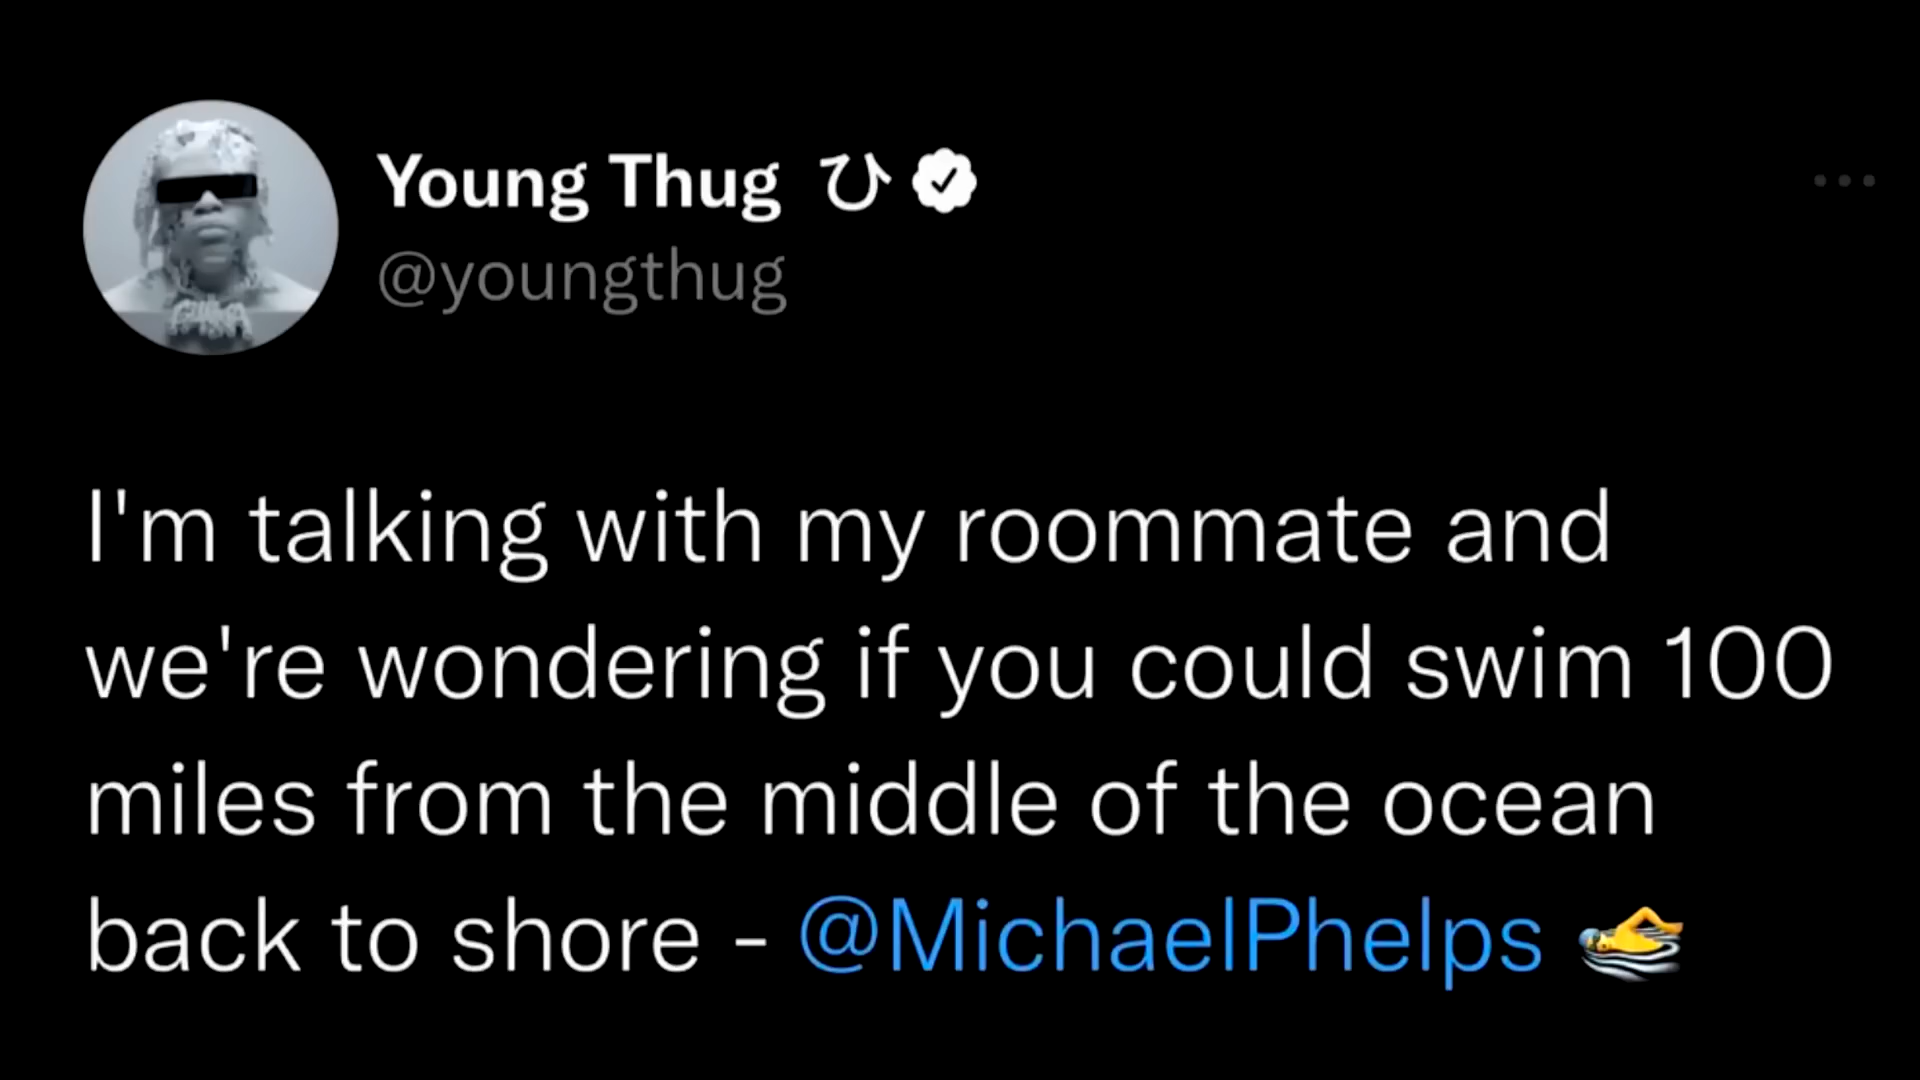 Young Thug ひ
@youngthug
I'm talking with my roommate and
we're wondering if you could swim 100
miles from the middle of the ocean
back to shore - @MichaelPhelps 🏊